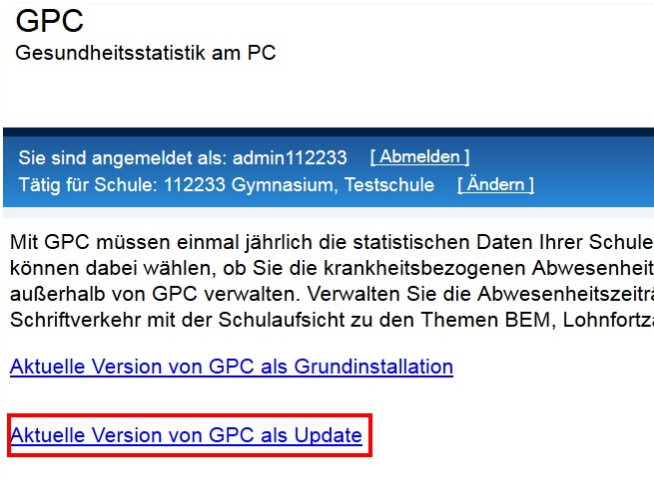 GPC
Gesundheitsstatistik am PC
Sie sind angemeldet als: admin112233 [ Abmelden ]
Tätig für Schule: 112233 Gymnasium, Testschule [ Ändern ]
Mit GPC müssen einmal jährlich die statistischen Daten Ihrer Schule
können dabei wählen, ob Sie die krankheitsbezogenen Abwesenheit
außerhalb von GPC verwalten. Verwalten Sie die Abwesenheitszeiträ
Schriftverkehr mit der Schulaufsicht zu den Themen BEM, Lohnfortza
Aktuelle Version von GPC als Grundinstallation
Aktuelle Version von GPC als Update